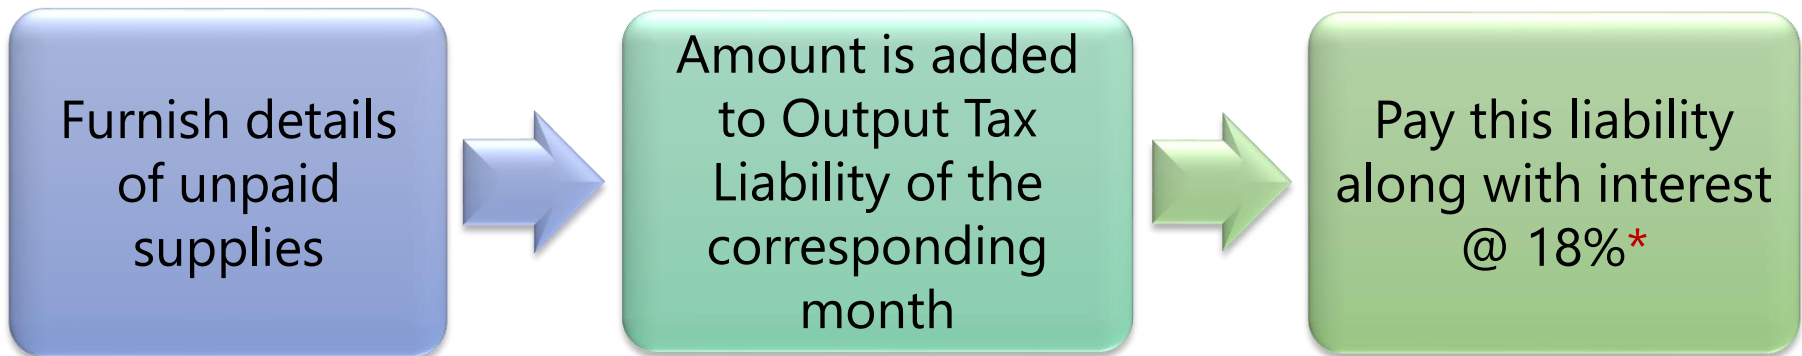 Furnish details
of unpaid
supplies
Amount is added
to Output Tax
Liability of the
corresponding
month
Pay this liability
along with interest
@ 18%*